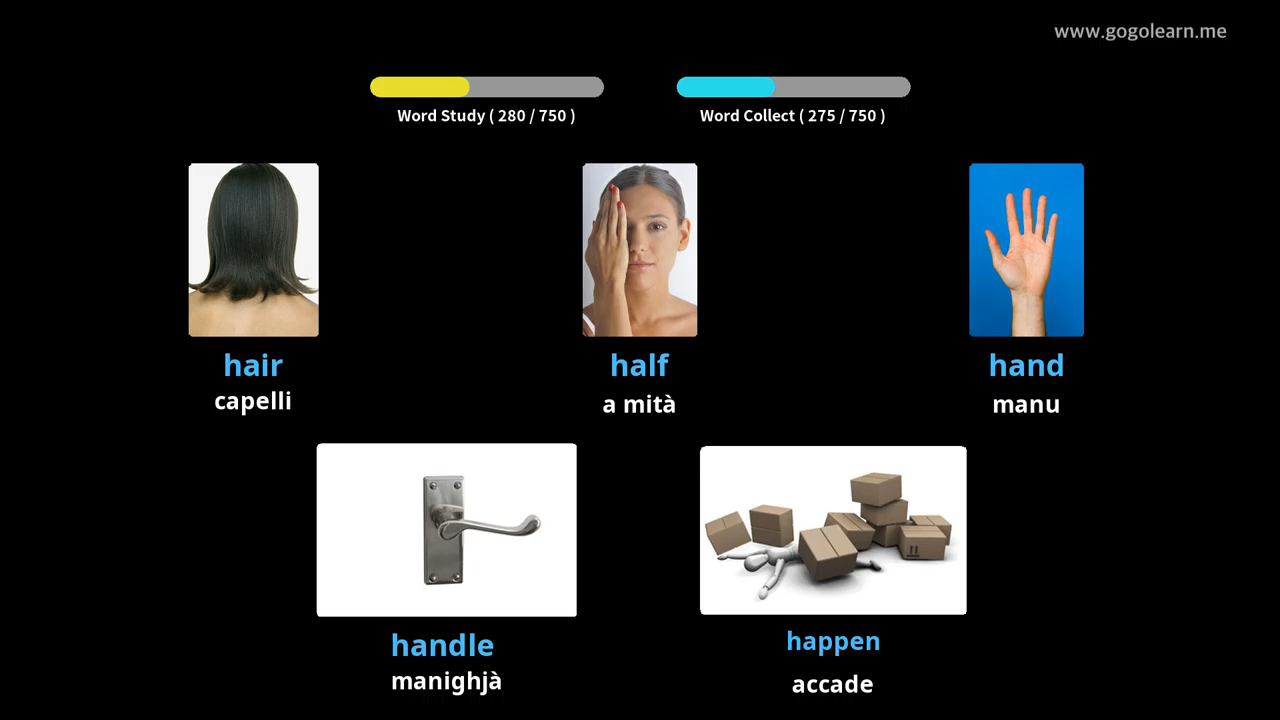 www.gogolearn.me
Word Study ( 280 / 750 )
Word Collect ( 275 / 750 )
hair
capelli
half
a mità
hand
manu
handle
manighjà
happen
accade